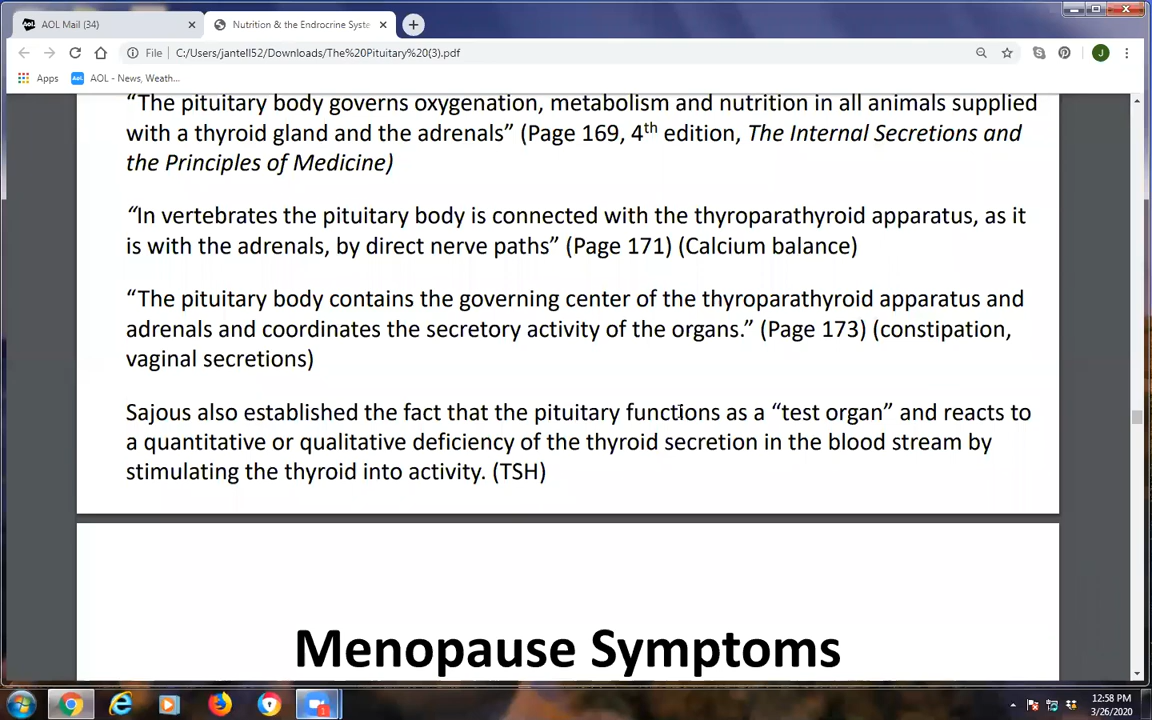 AOL Mail (34)
Nutrition & the Endocrine Syste
File
C:/Users/jantell52/Downloads/The%20Pituitary%20(3).pdf
J
Apps
AOL - News, Weath...
“The pituitary body governs oxygenation, metabolism and nutrition in all animals supplied
with a thyroid gland and the adrenals” (Page 169, 4th edition, The Internal Secretions and
the Principles of Medicine)
“In vertebrates the pituitary body is connected with the thyroparathyroid apparatus, as it
is with the adrenals, by direct nerve paths” (Page 171) (Calcium balance)
“The pituitary body contains the governing center of the thyroparathyroid apparatus and
adrenals and coordinates the secretory activity of the organs.” (Page 173) (constipation,
vaginal secretions)
Sajous also established the fact that the pituitary functions as a “test organ” and reacts to
a quantitative or qualitative deficiency of the thyroid secretion in the blood stream by
stimulating the thyroid into activity. (TSH)
Menopause Symptoms
12:58 PM
3/26/2020